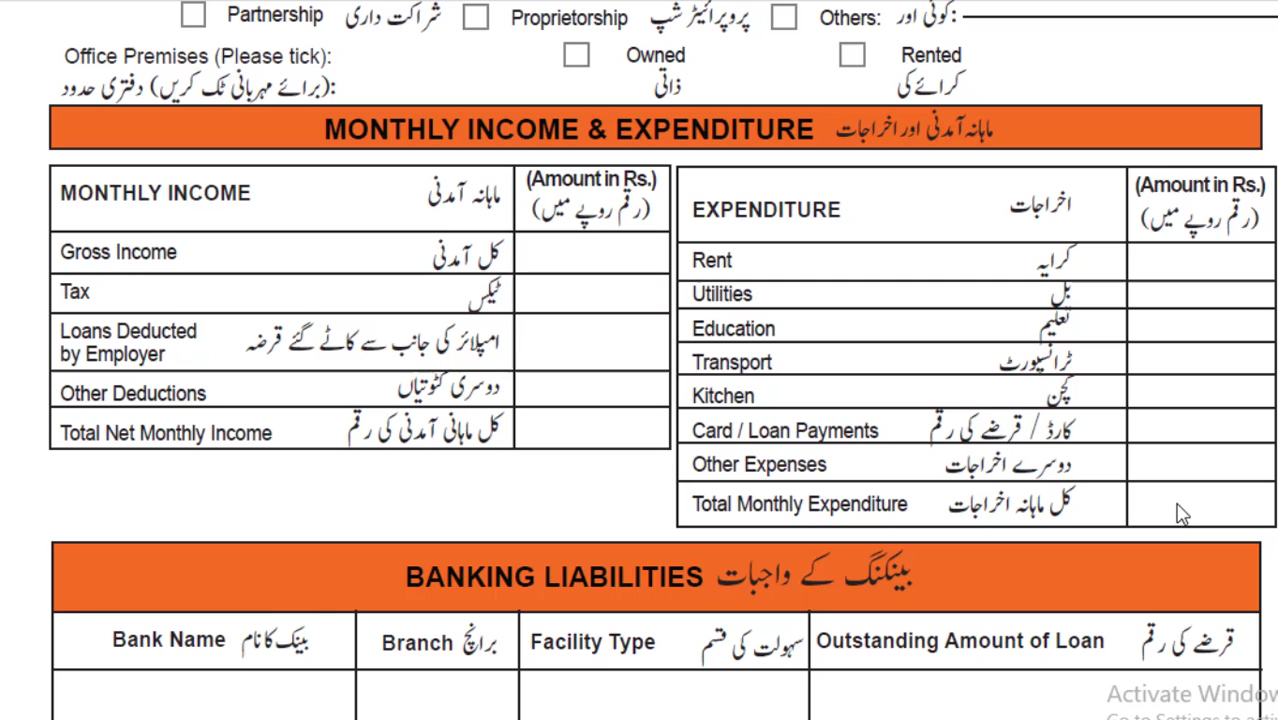 Partnership شراکت داری Proprietorship پروپرائیٹر شپ Others: کوئی اور:
Office Premises (Please tick): Owned Rented
(برائے مہربانی ٹک کریں) دفتری حدود: ذاتی کرائے کی
MONTHLY INCOME & EXPENDITURE ماہانہ آمدنی اور اخراجات
MONTHLY INCOME ماہانہ آمدنی (Amount in Rs.)
(رقم روپے میں)
Gross Income کل آمدنی
Tax ٹیکس
Loans Deducted
by Employer امپلائر کی جانب سے کاٹے گئے قرضہ
Other Deductions دوسری کٹوتیاں
Total Net Monthly Income کل ماہانی آمدنی کی رقم
EXPENDITURE اخراجات (Amount in Rs.)
(رقم روپے میں)
Rent کرایہ
Utilities بل
Education تعلیم
Transport ٹرانسپورٹ
Kitchen کچن
Card / Loan Payments کارڈ / قرضے کی رقم
Other Expenses دوسرے اخراجات
Total Monthly Expenditure کل ماہانہ اخراجات
BANKING LIABILITIES بینکنگ کے واجبات
Bank Name بینک کا نام Branch برانچ Facility Type سہولت کی قسم Outstanding Amount of Loan قرضے کی رقم
Activate Window